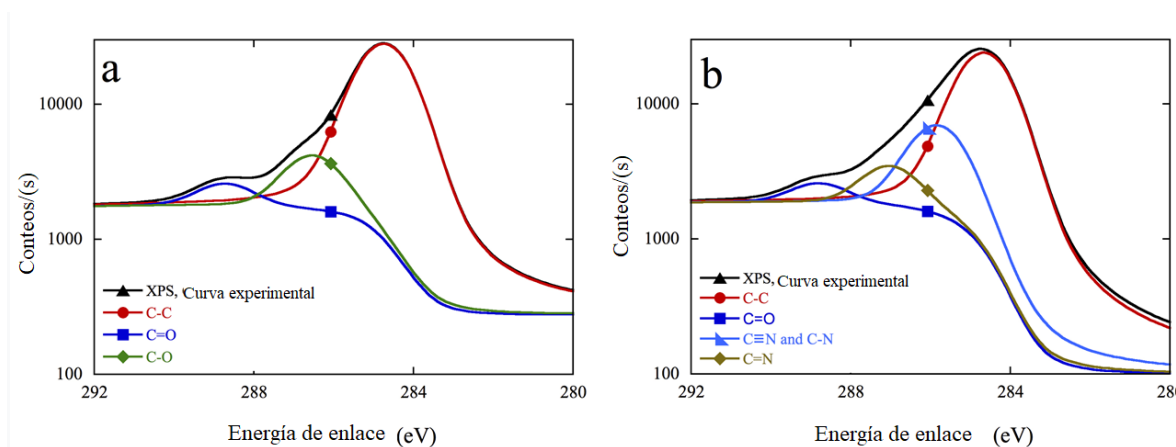 a
10000
1000
100
Conteos/(s)
XPS, Curva experimental
C-C
C=O
C-O
292
288
284
280
Energía de enlace (eV)
b
10000
1000
100
Conteos/(s)
XPS, Curva experimental
C-C
C=O
C≡N and C-N
C=N
292
288
284
280
Energía de enlace (eV)